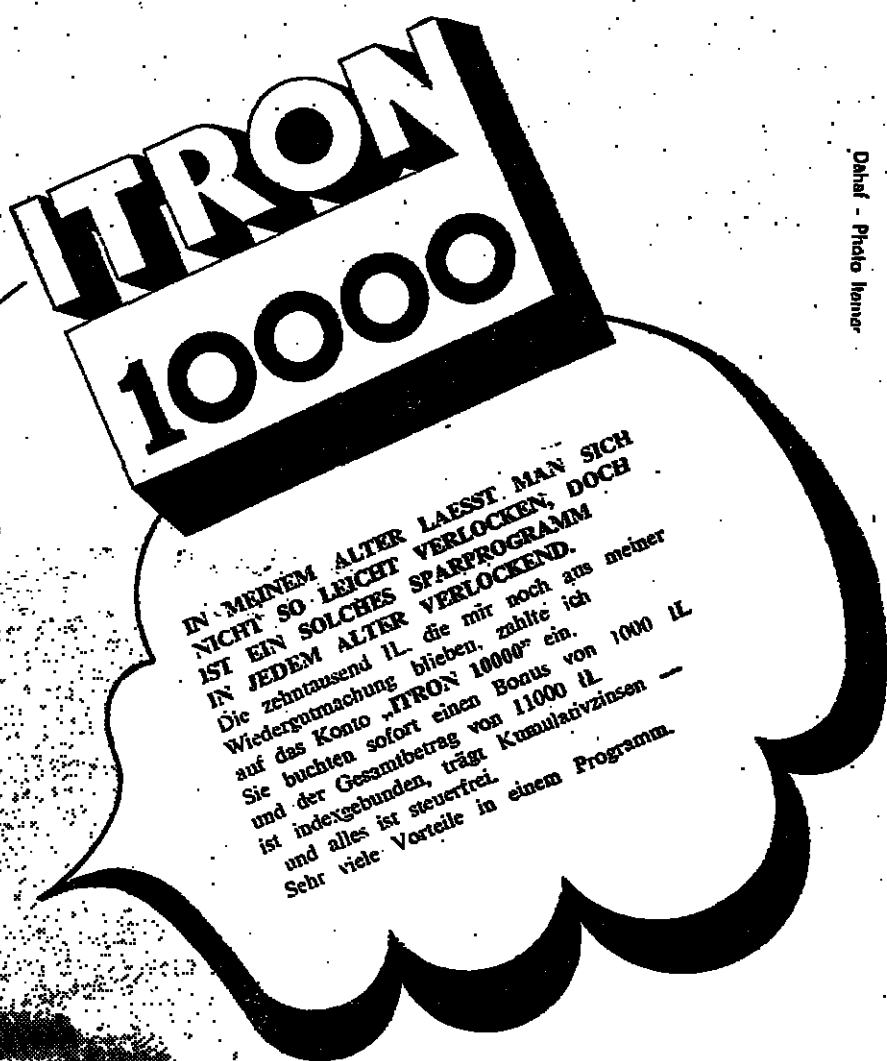 ITRON
10000
IN MEINEM ALTER LAESST MAN SICH
NICHT SO LEICHT VERLOCKEN, DOCH
IST EIN SOLCHES SPARPROGRAMM
IN JEDEM ALTER VERLOCKEND.
Die zehntausend IL. die mir noch aus meiner
Wiedergutmachung blieben, zahlte ich
auf das Konto „ITRON 10000” ein.
Sie buchten sofort einen Bonus von 1000 IL
und der Gesamtbetrag von 11000 IL
ist indexgebunden, trägt Kumulativzinsen —
und alles ist steuerfrei.
Sehr viele Vorteile in einem Programm.
Dahaf - Photo Itamar